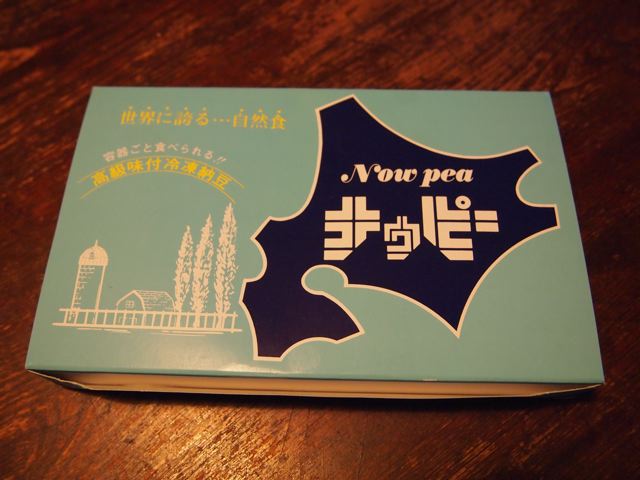 世界に誇る…自然食
容器ごと食べられる!!
高級味付冷凍納豆
Now pea
ナウピー